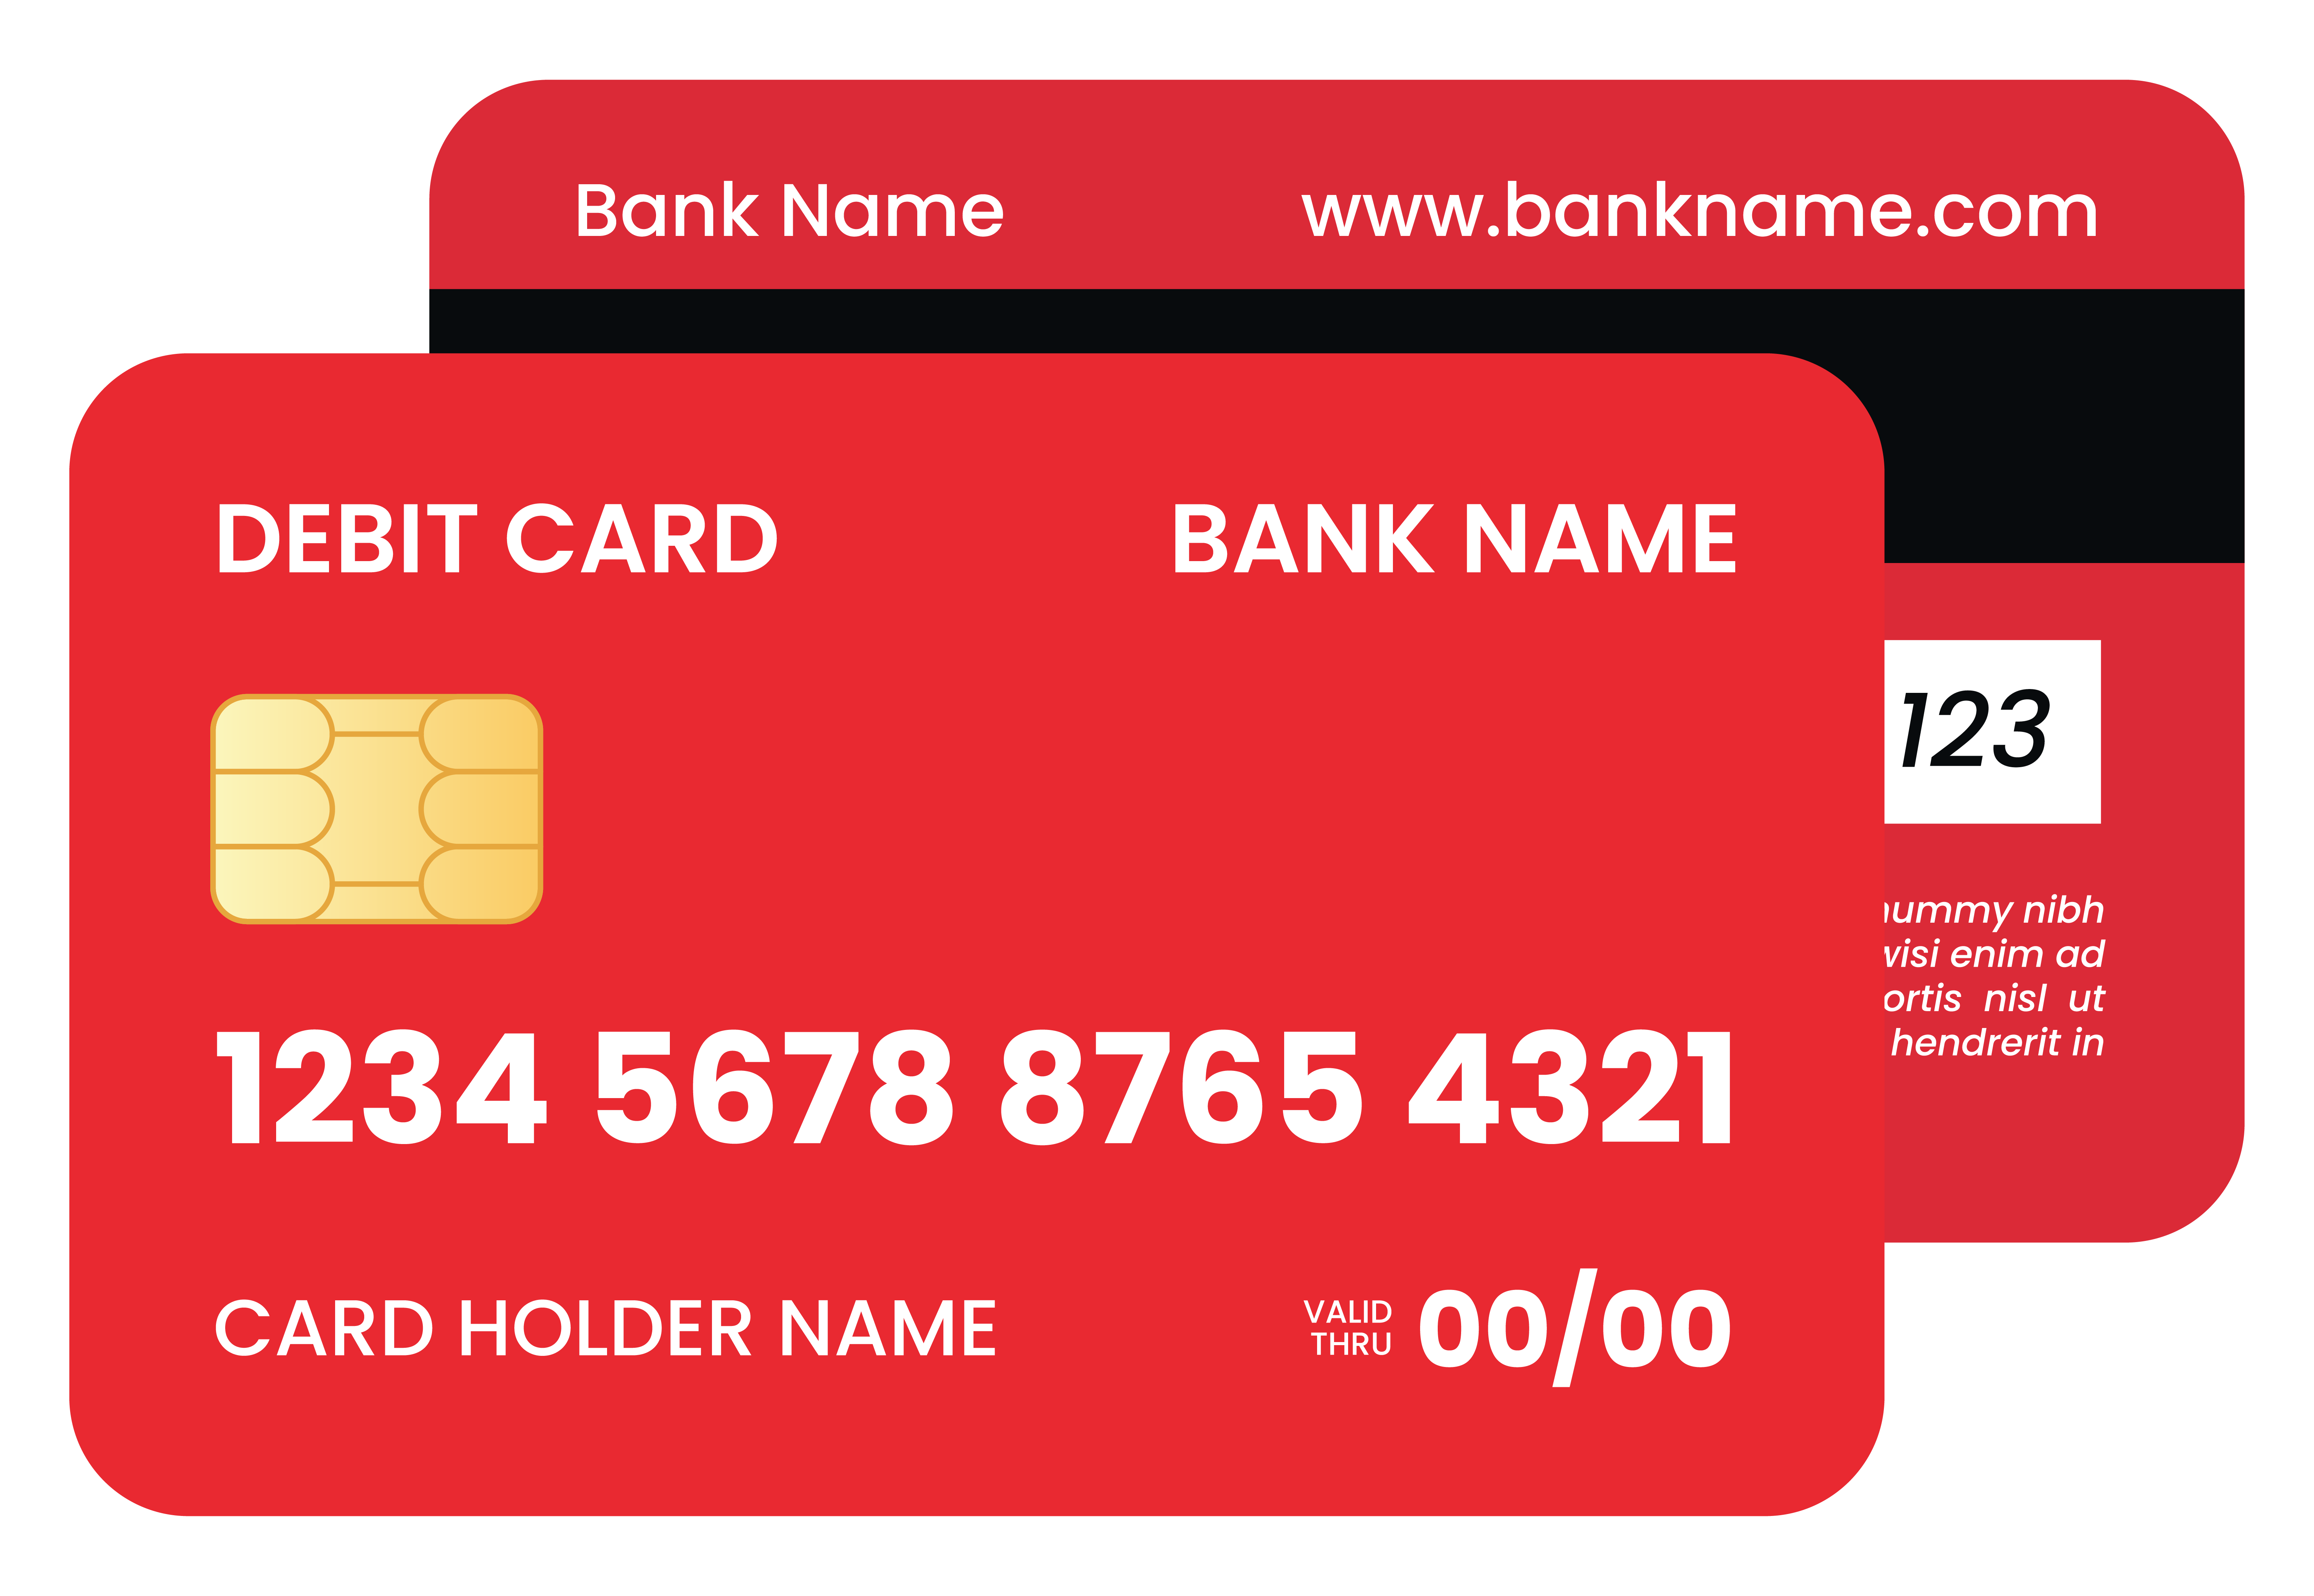 Bank Name www.bankname.com
DEBIT CARD BANK NAME
123
ummy nibh
visi enim ad
ortis nisl ut
hendrerit in
1234 5678 8765 4321
CARD HOLDER NAME VALID THRU 00/00